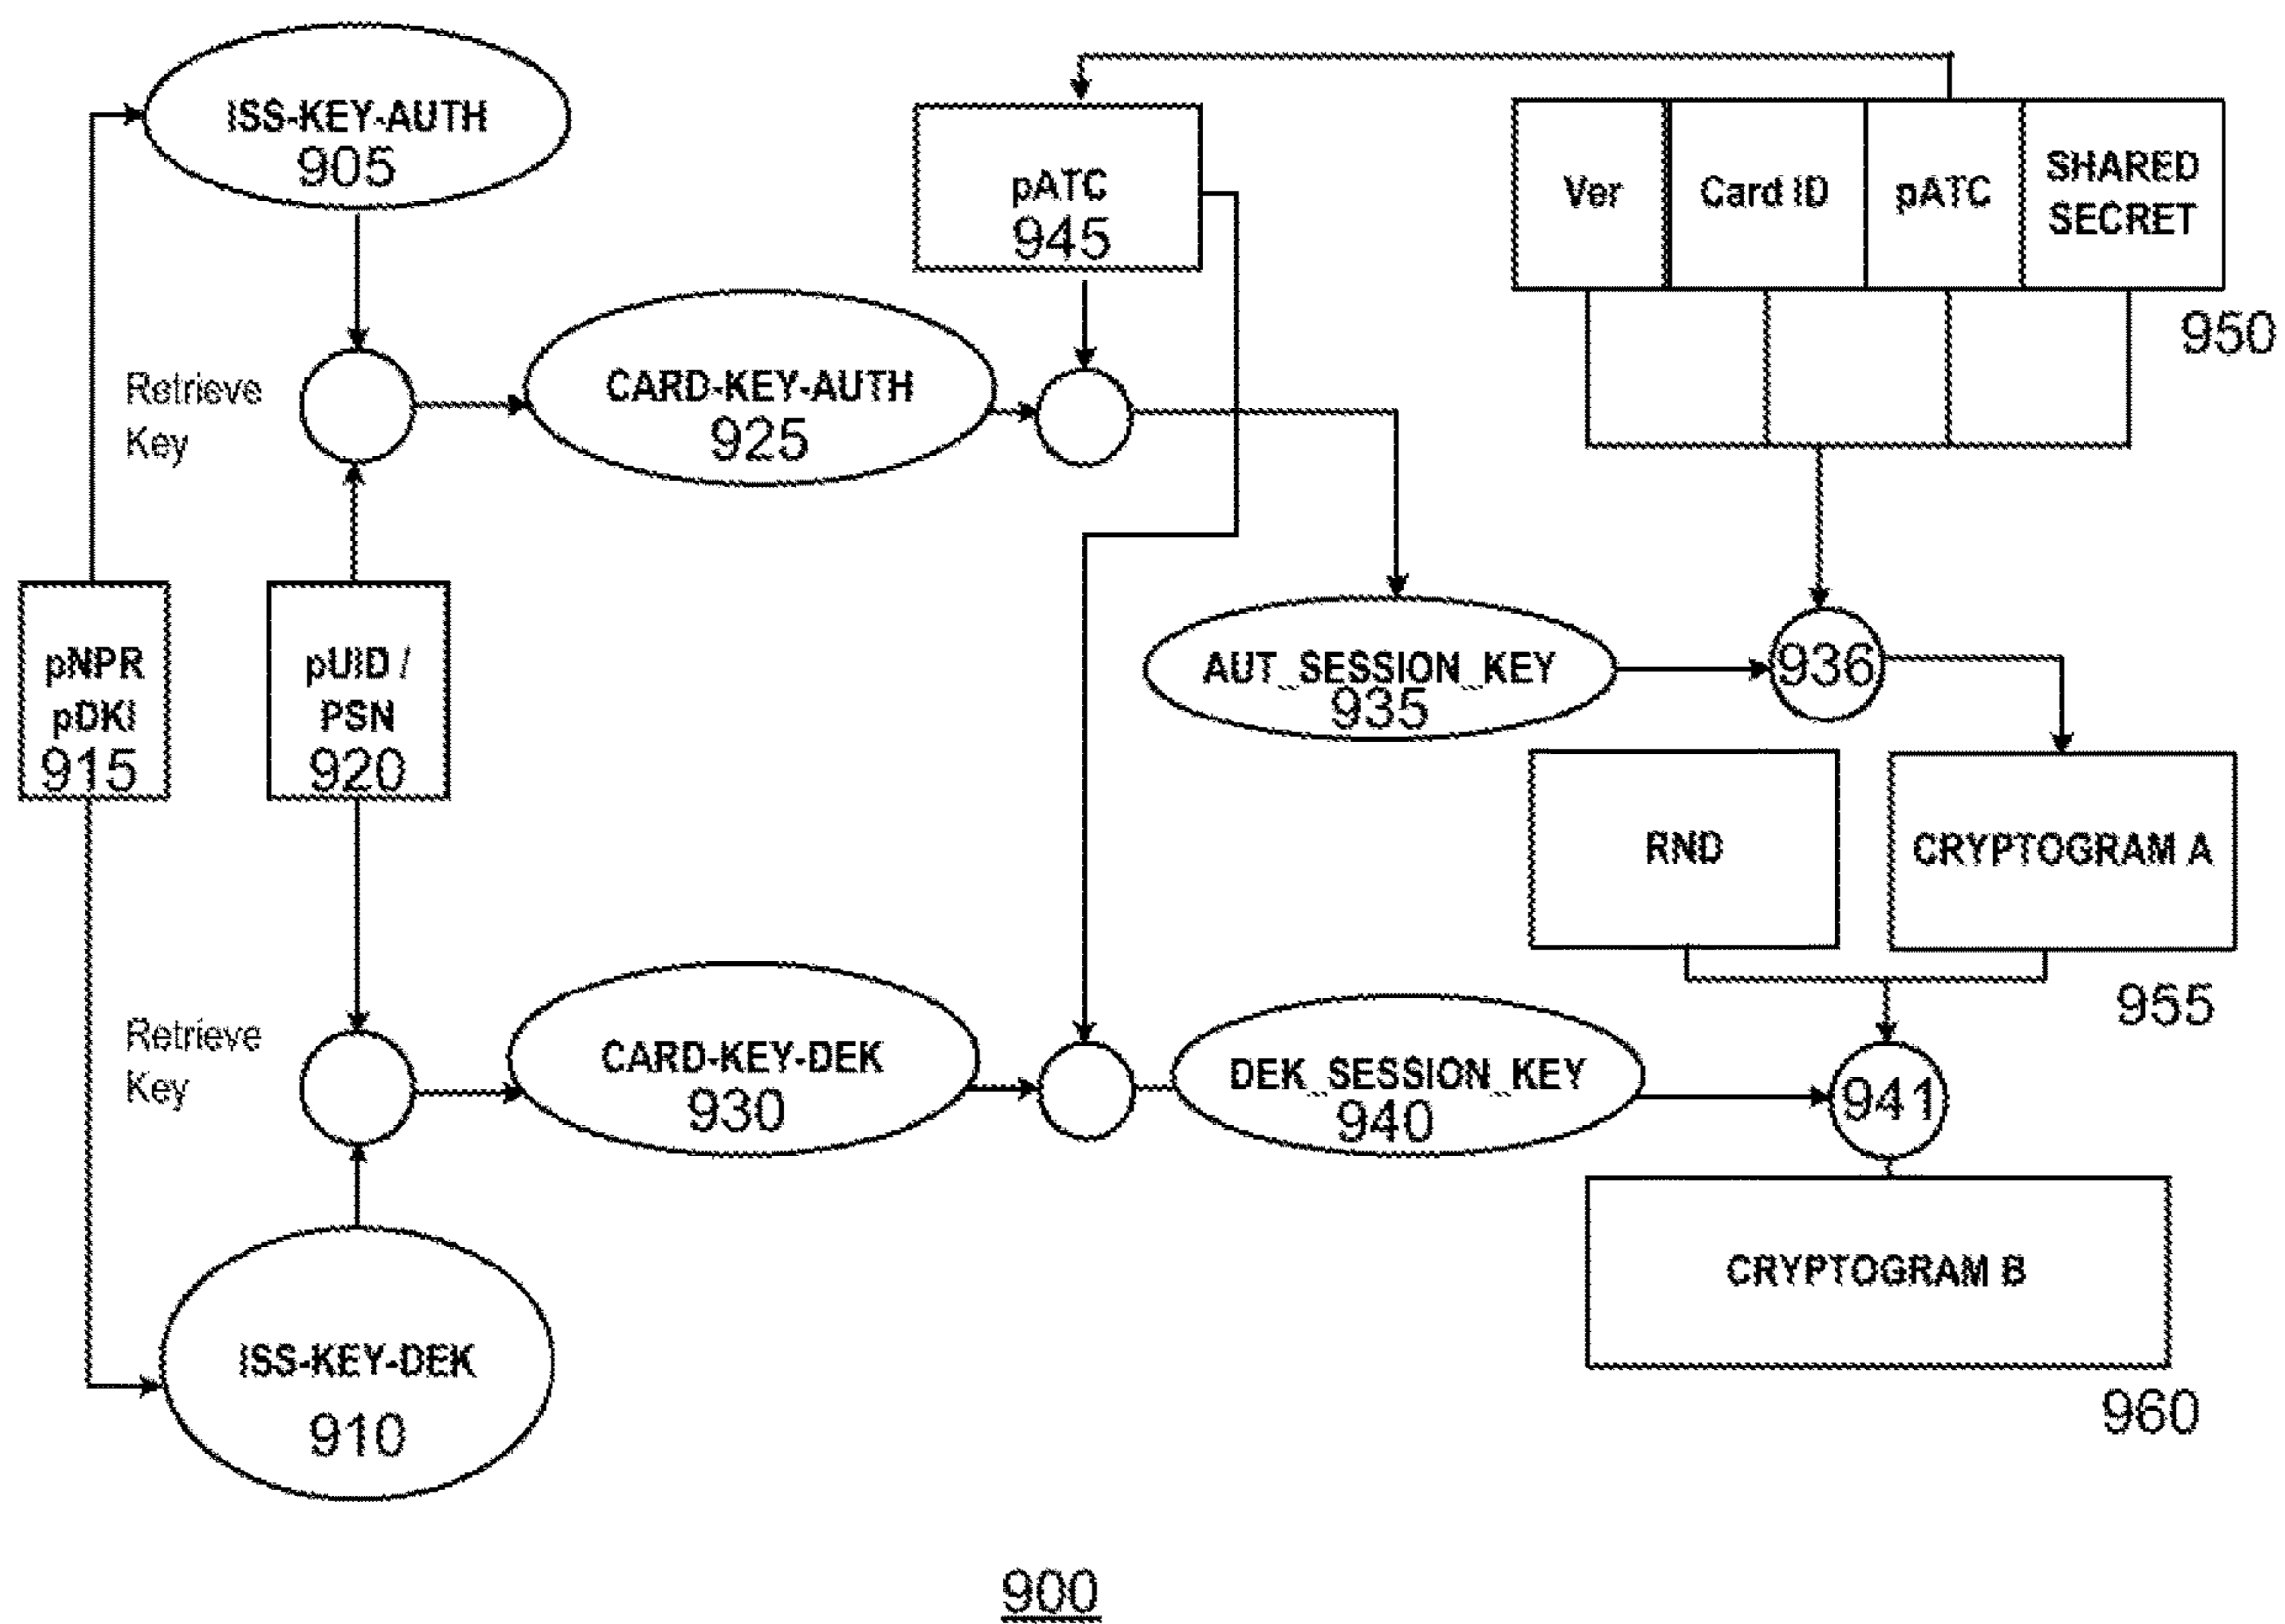 ISS-KEY-AUTH
905
pATC
945
Ver
Card ID
pATC
SHARED
SECRET
950
Retrieve
Key
CARD-KEY-AUTH
925
pNPR
pDKI
915
pUID /
PSN
920
AUT_SESSION_KEY
935
936
RND
CRYPTOGRAM A
955
Retrieve
Key
CARD-KEY-DEK
930
DEK_SESSION_KEY
940
941
CRYPTOGRAM B
960
ISS-KEY-DEK
910
900